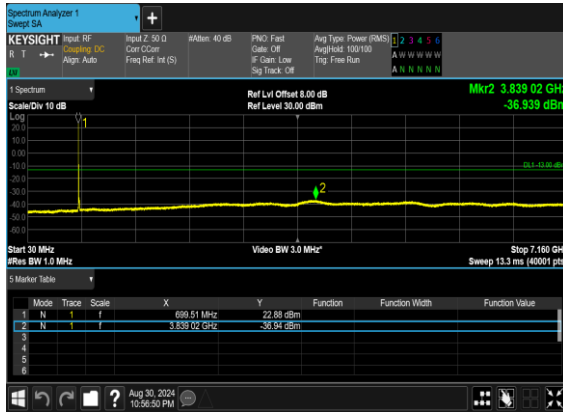 Spectrum Analyzer 1
Swept SA
KEYSIGHT Input: RF Input Z: 50 Ω #Atten: 40 dB PNO: Fast Avg Type: Power (RMS) 1 2 3 4 5 6
R T Coupling: DC Corr CCorr Gate: Off Avg|Hold: 100/100 A W W W W W
Align: Auto Freq Ref: Int (S) IF Gain: Low Trig: Free Run
LW Sig Track: Off A N N N N N
1 Spectrum Ref Lvl Offset 8.00 dB Mkr2 3.839 02 GHz
Scale/Div 10 dB Ref Level 30.00 dBm -36.939 dBm
Log 1
20.0
10.0
0.00
-10.0 DL1 -13.00 dBm
-20.0
-30.0 2
-40.0
-50.0
-60.0
Start 30 MHz Video BW 3.0 MHz* Stop 7.160 GHz
#Res BW 1.0 MHz Sweep 13.3 ms (40001 pts)
5 Marker Table
Mode Trace Scale X Y Function Function Width Function Value
1 N 1 f 699.51 MHz 22.88 dBm
2 N 1 f 3.839 02 GHz -36.94 dBm
3
4
5
6
? Aug 30, 2024
10:56:50 PM